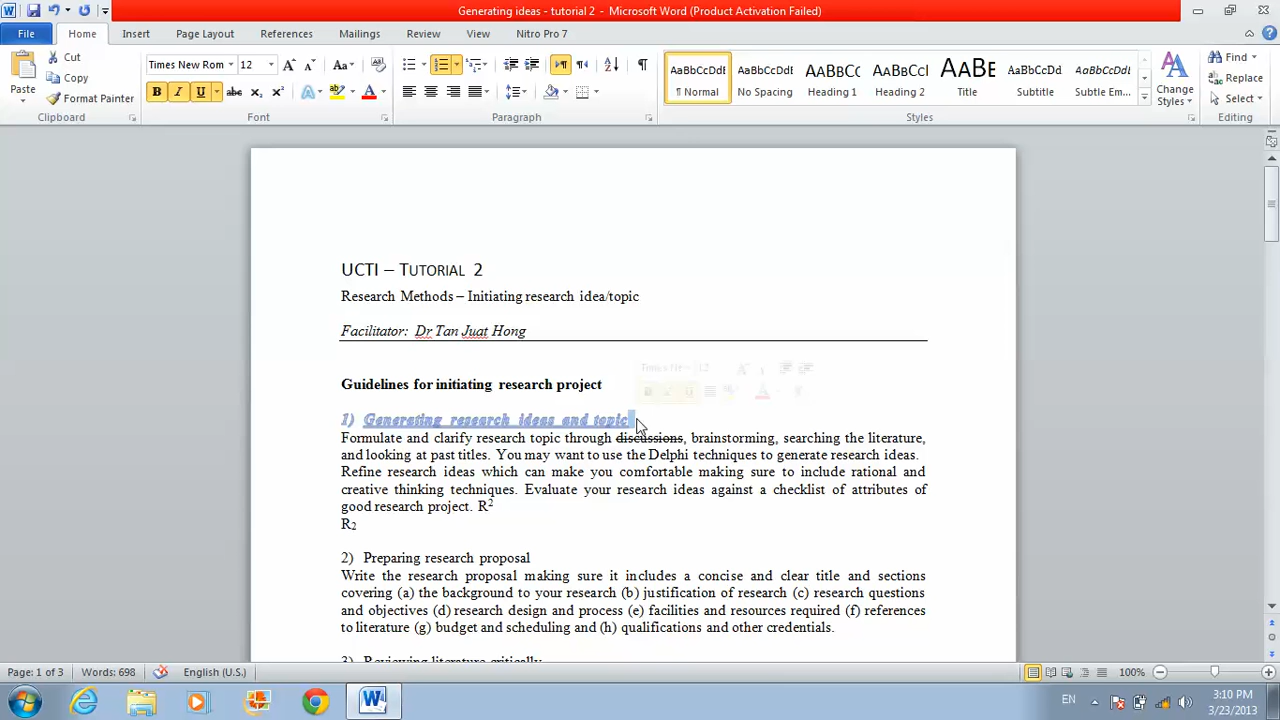 Generating ideas - tutorial 2 - Microsoft Word (Product Activation Failed)
File Home Insert Page Layout References Mailings Review View Nitro Pro 7
Paste
Cut
Copy
Format Painter
Clipboard
Times New Rom 12
Font
Paragraph
AaBbCcDdI AaBbCcDdI AaBbCc AaBbCc AaBb AaBbCcDd AaBbCcDd
¶ Normal No Spacing Heading 1 Heading 2 Title Subtitle Subtle Em...
Change Styles
Styles
Find
Replace
Select
Editing
UCTI – TUTORIAL 2
Research Methods – Initiating research idea/topic
Facilitator: Dr Tan Juat Hong
Guidelines for initiating research project
1) Generating research ideas and topic
Formulate and clarify research topic through discussions, brainstorming, searching the literature,
and looking at past titles. You may want to use the Delphi techniques to generate research ideas.
Refine research ideas which can make you comfortable making sure to include rational and
creative thinking techniques. Evaluate your research ideas against a checklist of attributes of
good research project. R²
R₂
2) Preparing research proposal
Write the research proposal making sure it includes a concise and clear title and sections
covering (a) the background to your research (b) justification of research (c) research questions
and objectives (d) research design and process (e) facilities and resources required (f) references
to literature (g) budget and scheduling and (h) qualifications and other credentials.
3) Reviewing literature critically
Page: 1 of 3 Words: 698 English (U.S.) 100%
EN 3:10 PM
3/23/2013